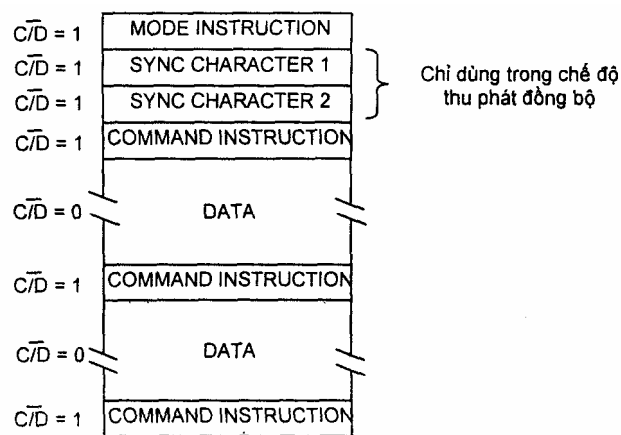 C/D̅ = 1 MODE INSTRUCTION
C/D̅ = 1 SYNC CHARACTER 1
C/D̅ = 1 SYNC CHARACTER 2
Chỉ dùng trong chế độ
thu phát đồng bộ
C/D̅ = 1 COMMAND INSTRUCTION
C/D̅ = 0 DATA
C/D̅ = 1 COMMAND INSTRUCTION
C/D̅ = 0 DATA
C/D̅ = 1 COMMAND INSTRUCTION